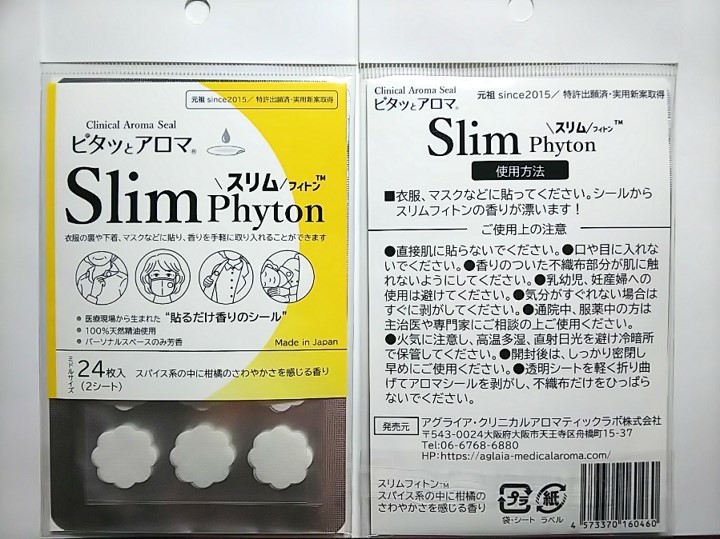 元祖 since2015／特許出願済・実用新案取得
Clinical Aroma Seal
ピタッとアロマ®
\スリム/フィトン™
Slim Phyton
衣服の裏や下着、マスクなどに貼り、香りを手軽に取り入れることができます
● 医療現場から生まれた “貼るだけ香りのシール”
● 100%天然精油使用
● パーソナルスペースのみ芳香
Made in Japan
ミドルサイズ
24枚入
(2シート)
スパイス系の中に柑橘のさわやかさを感じる香り
Clinical Aroma Seal
ピタッとアロマ®
元祖 since2015／特許出願済・実用新案取得
\スリム/フィトン™
Slim Phyton
使用方法
■衣服、マスクなどに貼ってください。シールから
スリムフィトンの香りが漂います！
ご使用上の注意
●直接肌に貼らないでください。●口や目に入れな
いでください。●香りのついた不織布部分が肌に触
れないようにしてください。●乳幼児、妊産婦への
使用は避けてください。●気分がすぐれない場合は
すぐに剥がしてください。●通院中、服薬中の方は
主治医や専門家にご相談の上ご使用ください。
●火気に注意し、高温多湿、直射日光を避け冷暗所
で保管してください。●開封後は、しっかり密閉し
早めにご使用ください。●透明シートを軽く折り曲
げてアロマシールを剥がし、不織布だけをひっぱら
ないでください。
発売元
アグライア・クリニカルアロマティックラボ株式会社
〒543-0024大阪府大阪市天王寺区舟橋町15-37
Tel:06-6768-6880
HP:https://aglaia-medicalaroma.com/
スリムフィトン™
スパイス系の中に柑橘の
さわやかさを感じる香り
プラ
紙
袋・シート ラベル
4 573370 160460